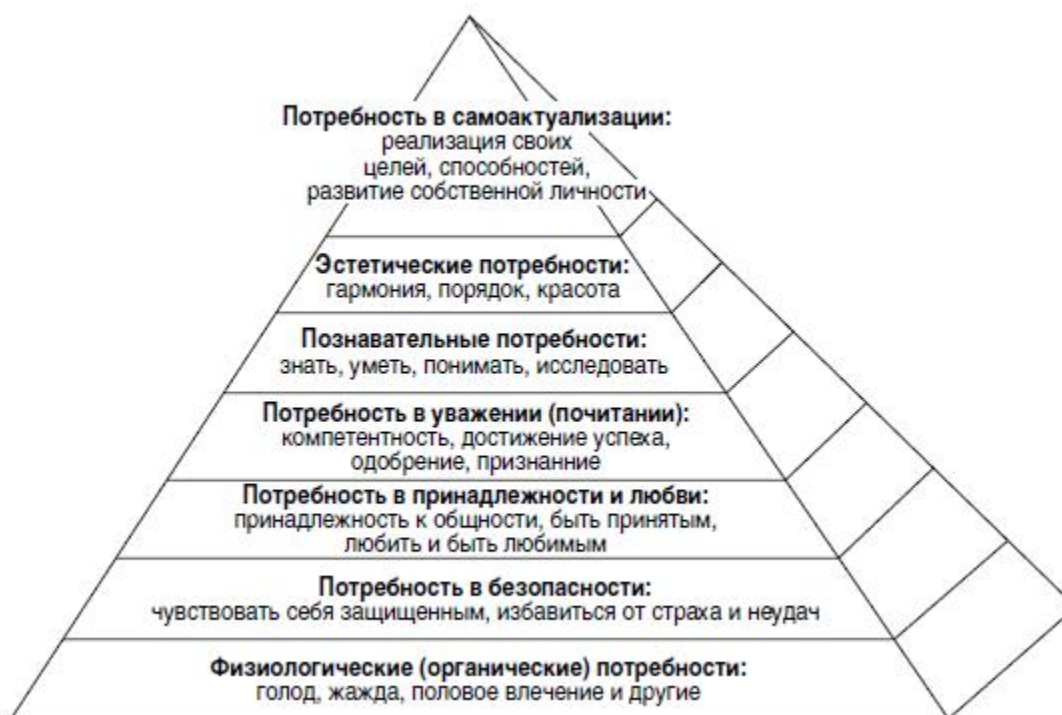 Потребность в самоактуализации:
реализация своих
целей, способностей,
развитие собственной личности
Эстетические потребности:
гармония, порядок, красота
Познавательные потребности:
знать, уметь, понимать, исследовать
Потребность в уважении (почитании):
компетентность, достижение успеха,
одобрение, признанние
Потребность в принадлежности и любви:
принадлежность к общности, быть принятым,
любить и быть любимым
Потребность в безопасности:
чувствовать себя защищенным, избавиться от страха и неудач
Физиологические (органические) потребности:
голод, жажда, половое влечение и другие